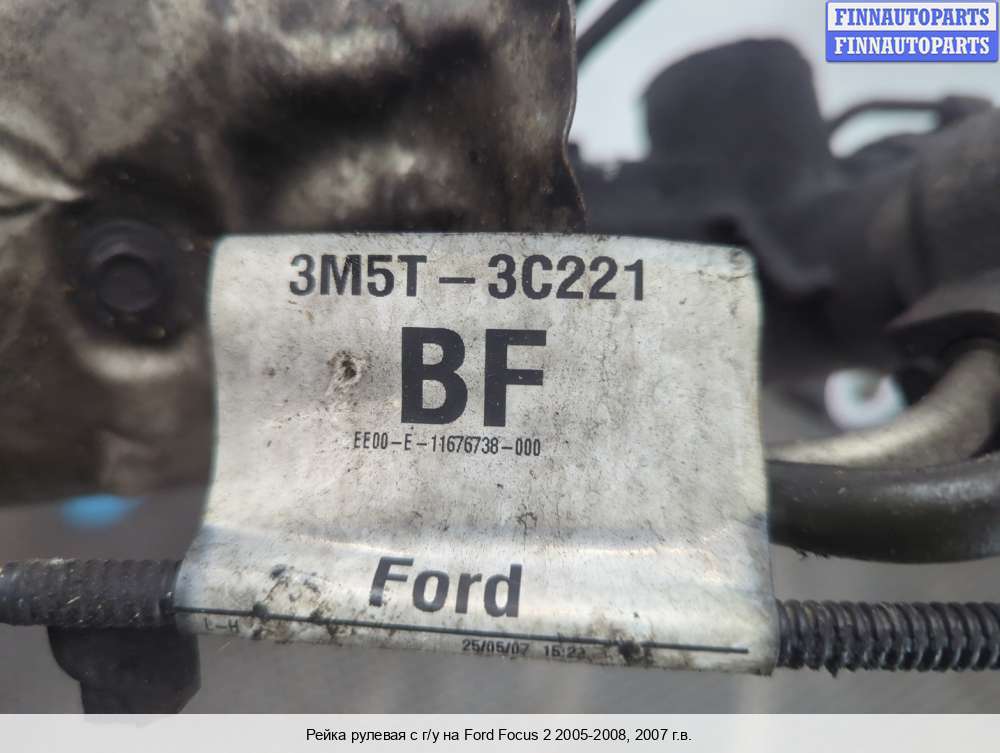 FINNAUTOPARTS
FINNAUTOPARTS
3M5T-3C221
BF
EE00-E-11676738-000
Ford
L-H
25/05/07 15:23
Рейка рулевая с г/у на Ford Focus 2 2005-2008, 2007 г.в.